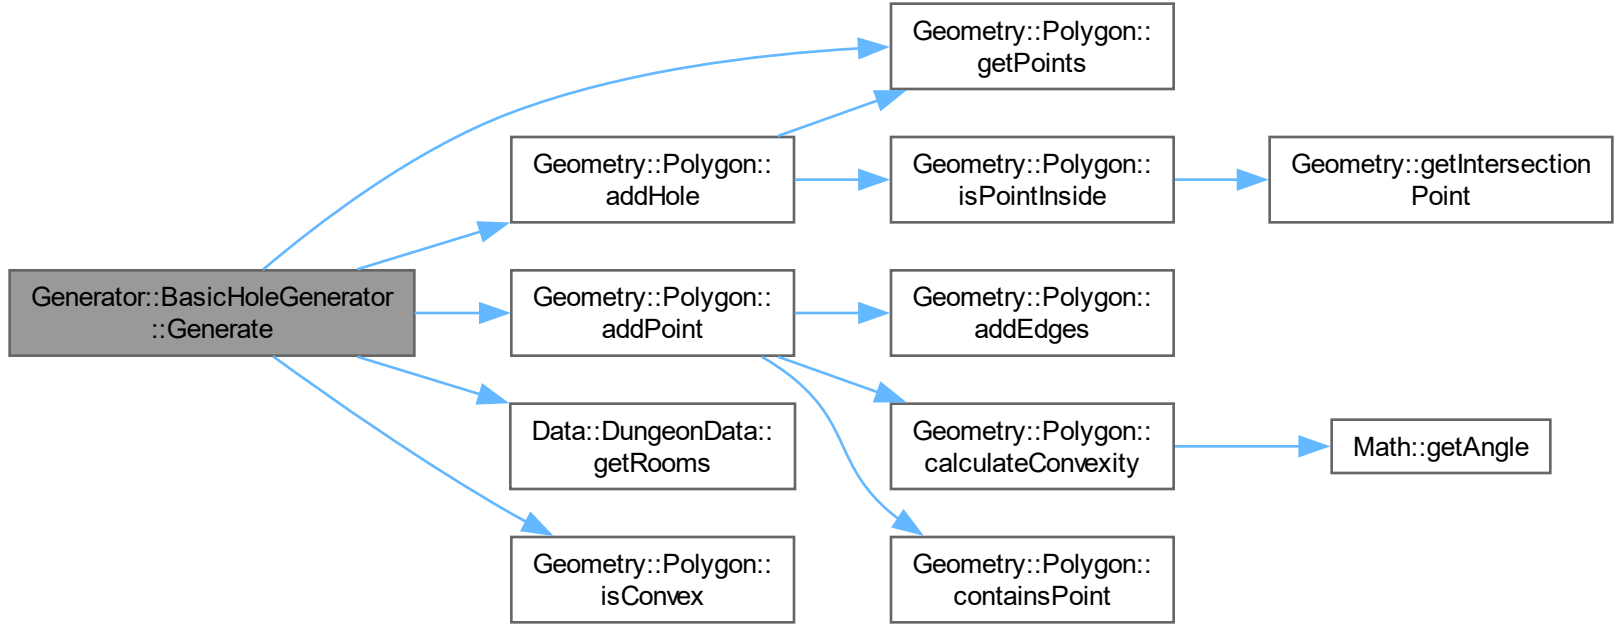 Geometry::Polygon::
getPoints
Geometry::Polygon::
addHole
Geometry::Polygon::
isPointInside
Geometry::getIntersection
Point
Generator::BasicHoleGenerator
::Generate
Geometry::Polygon::
addPoint
Geometry::Polygon::
addEdges
Data::DungeonData::
getRooms
Geometry::Polygon::
calculateConvexity
Math::getAngle
Geometry::Polygon::
isConvex
Geometry::Polygon::
containsPoint